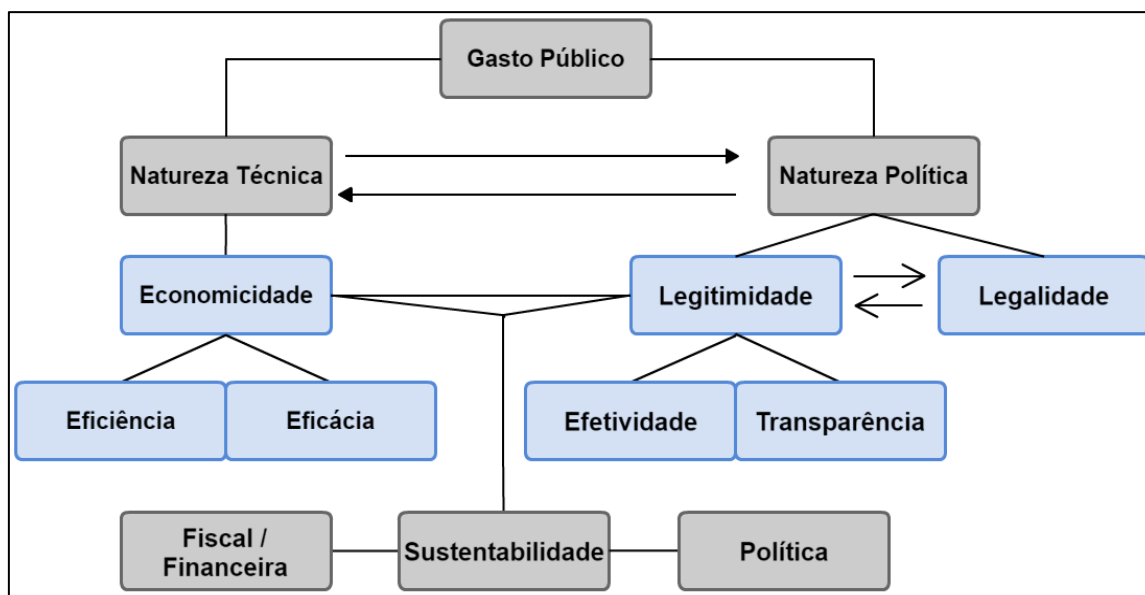 Gasto Público
Natureza Técnica
Natureza Política
Economicidade
Legitimidade
Legalidade
Eficiência
Eficácia
Efetividade
Transparência
Fiscal /
Financeira
Sustentabilidade
Política